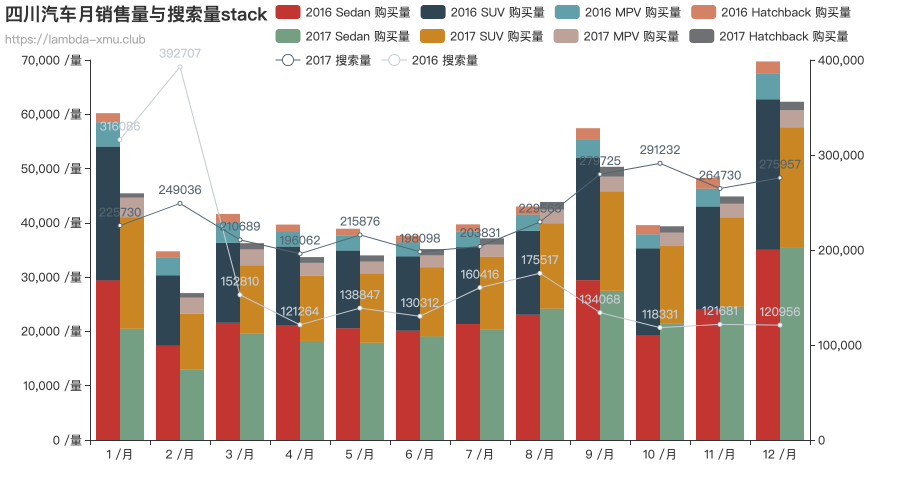 四川汽车月销售量与搜索量stack
https://lambda-xmu.club
2016 Sedan 购买量 2016 SUV 购买量 2016 MPV 购买量 2016 Hatchback 购买量
2017 Sedan 购买量 2017 SUV 购买量 2017 MPV 购买量 2017 Hatchback 购买量
2017 搜索量 2016 搜索量
70,000 /量
60,000 /量
50,000 /量
40,000 /量
30,000 /量
20,000 /量
10,000 /量
0 /量
400,000
300,000
200,000
100,000
0
316086
392707
152810
121264
138847
130312
160416
175517
134068
118331
121681
120956
225730
249036
210689
196062
215876
198098
203831
229565
279725
291232
264730
275957
1 /月 2 /月 3 /月 4 /月 5 /月 6 /月 7 /月 8 /月 9 /月 10 /月 11 /月 12 /月